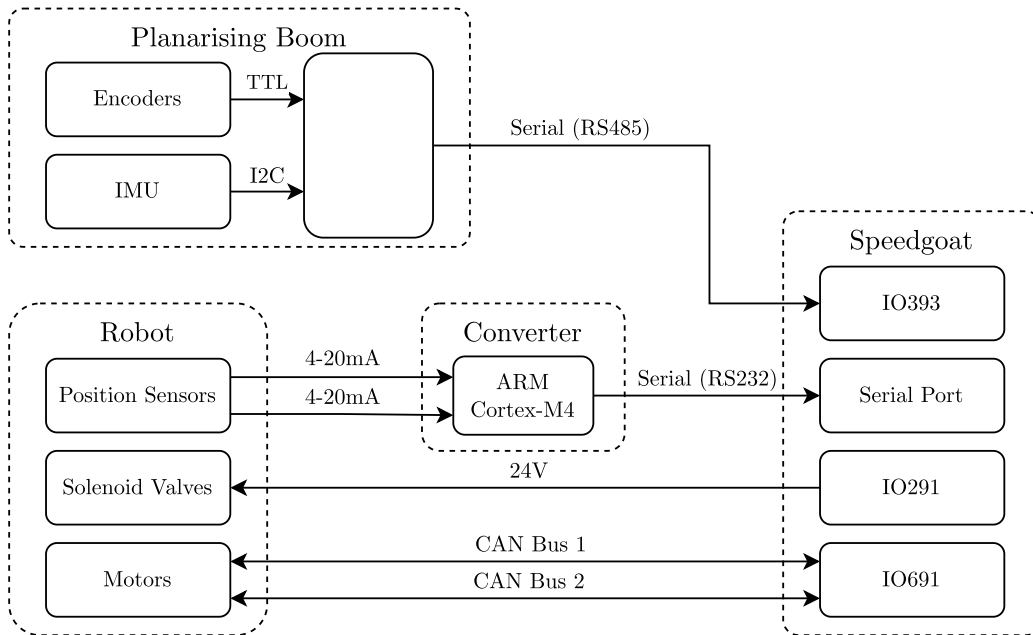 Planarising Boom
Encoders
TTL
IMU
I2C
Serial (RS485)
Speedgoat
IO393
Robot
Converter
Position Sensors
4-20mA
4-20mA
ARM
Cortex-M4
Serial (RS232)
Serial Port
Solenoid Valves
24V
IO291
Motors
CAN Bus 1
CAN Bus 2
IO691